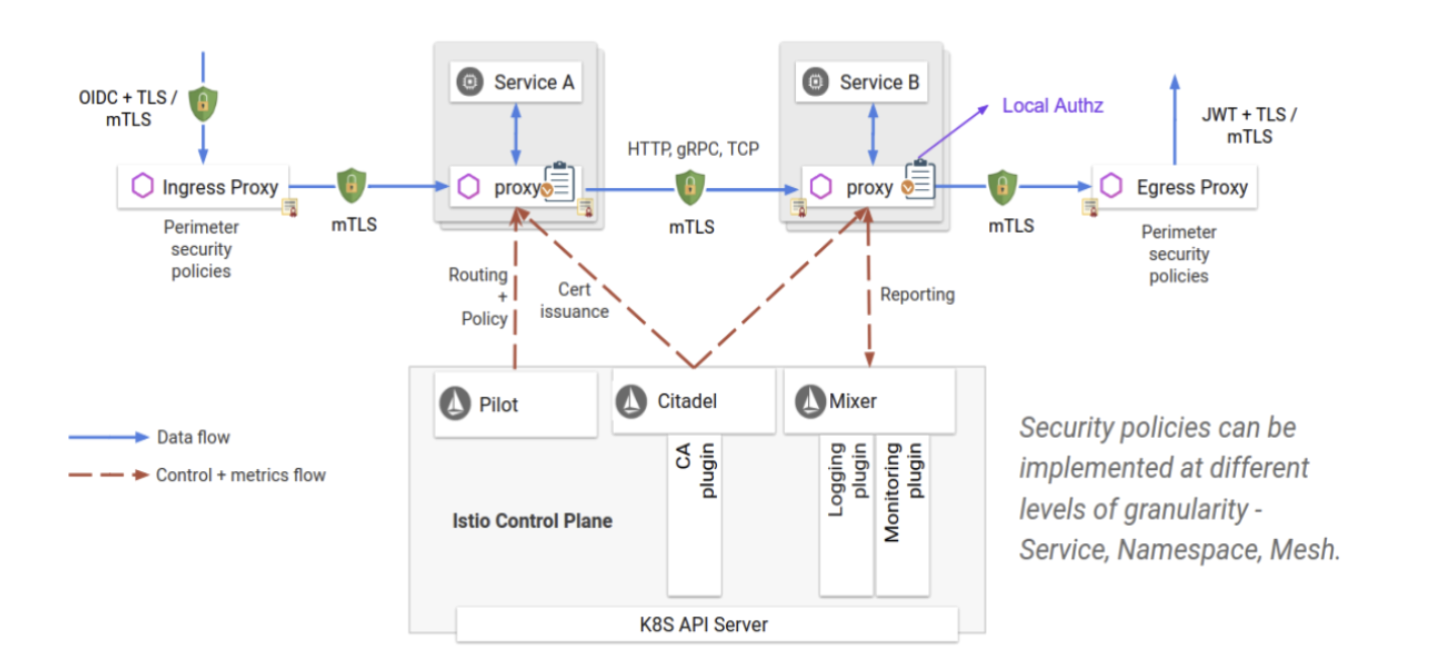 OIDC + TLS /
mTLS
Service A
Service B
Local Authz
JWT + TLS /
mTLS
HTTP, gRPC, TCP
Ingress Proxy
proxy
proxy
Egress Proxy
mTLS
mTLS
mTLS
Perimeter
security
policies
Perimeter
security
policies
Routing
+
Policy
Cert
issuance
Reporting
Pilot
Citadel
Mixer
CA
plugin
Logging
plugin
Monitoring
plugin
Data flow
Control + metrics flow
Istio Control Plane
K8S API Server
Security policies can be
implemented at different
levels of granularity -
Service, Namespace, Mesh.